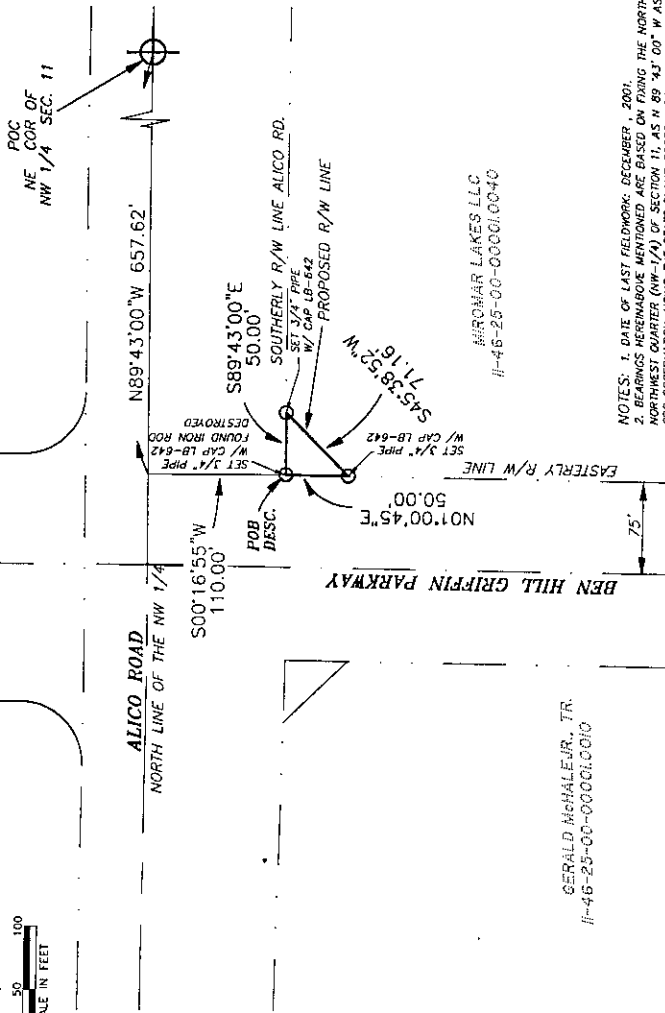 POC
NE COR OF
NW 1/4 SEC. 11
N89°43'00"W 657.62'
S89°43'00"E
50.00'
SOUTHERLY R/W LINE ALICO RD.
SET 3/4" PIPE
W/ CAP LB-642
PROPOSED R/W LINE
SET 3/4" PIPE
W/ CAP LB-642
FOUND IRON ROD
DESTROYED
ALICO ROAD
NORTH LINE OF THE NW 1/4
S00°16'55"W
110.00'
POB
DESC.
N01°00'45"E
50.00'
S45°38'52"W
71.16'
SET 3/4" PIPE
W/ CAP LB-642
EASTERLY R/W LINE
75'
BEN HILL GRIFFIN PARKWAY
MIROMAR LAKES LLC
11-46-25-00-00001.0040
GERALD McHALEJR., TR.
11-46-25-00-00001.0010
50
100
ALE IN FEET
NOTES: 1. DATE OF LAST FIELDWORK: DECEMBER , 2001.
2. BEARINGS HEREINABOVE MENTIONED ARE BASED ON FIXING THE NORTH
NORTHWEST QUARTER (NW-1/4) OF SECTION 11, AS N 89 '43' 00" W AS